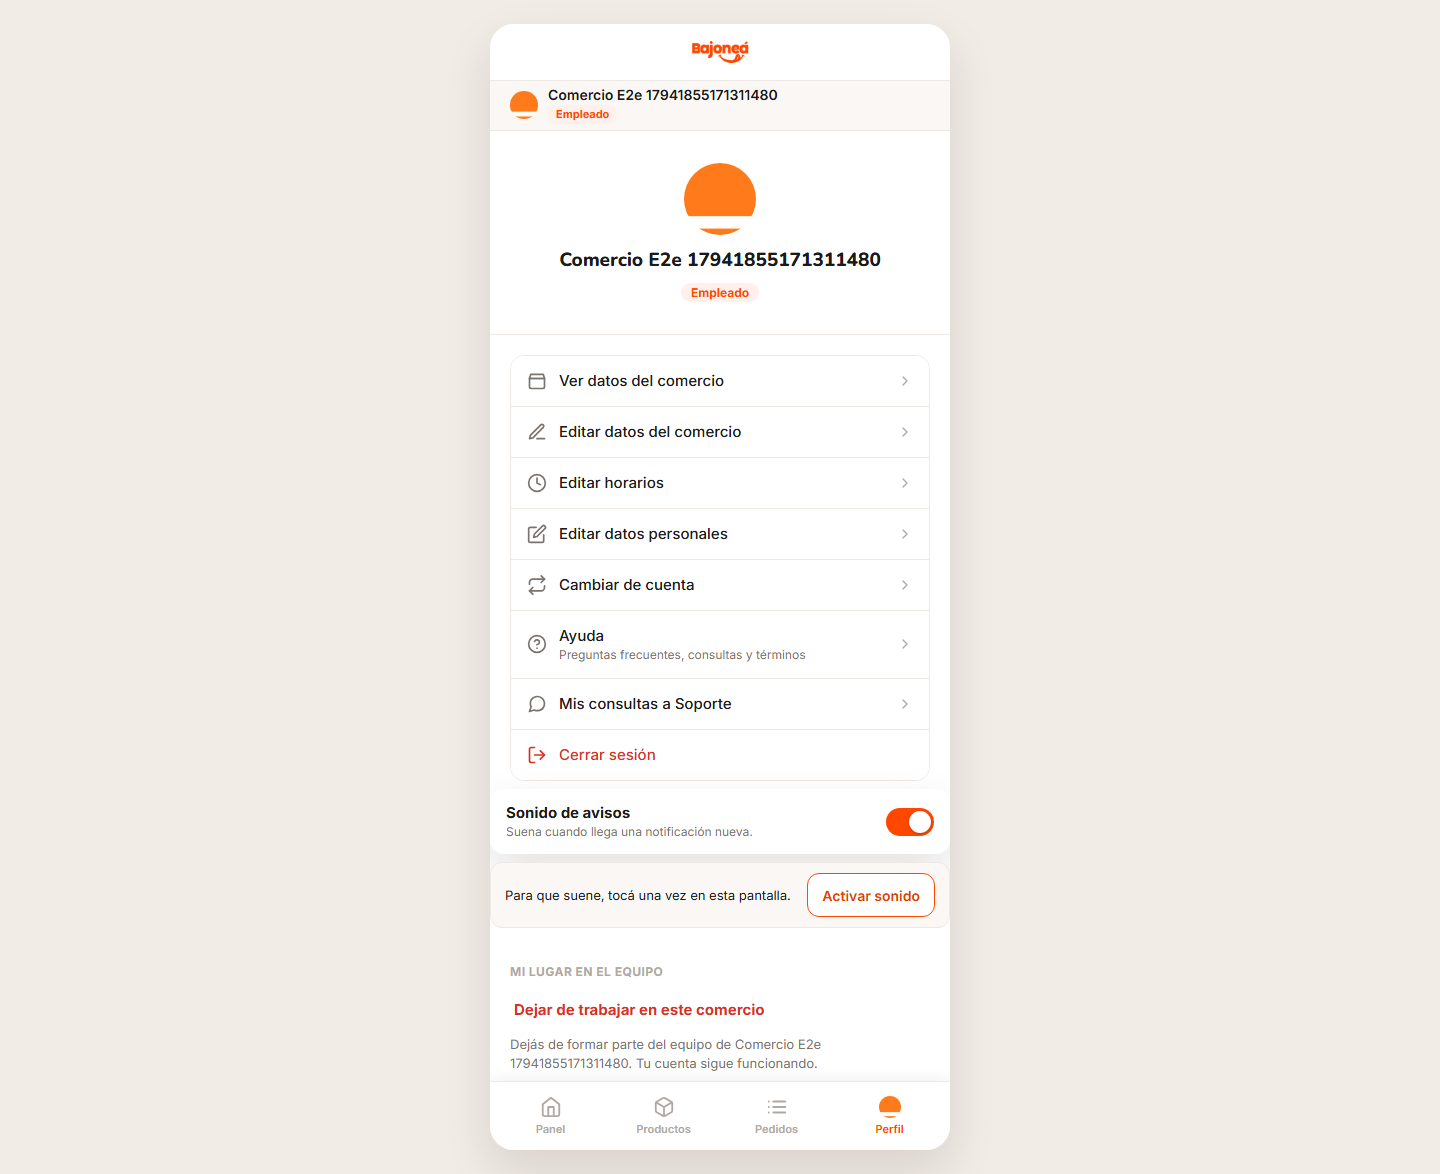 Bajoneá
Comercio E2e 17941855171311480
Empleado
Comercio E2e 17941855171311480
Empleado
Ver datos del comercio
Editar datos del comercio
Editar horarios
Editar datos personales
Cambiar de cuenta
Ayuda
Preguntas frecuentes, consultas y términos
Mis consultas a Soporte
Cerrar sesión
Sonido de avisos
Suena cuando llega una notificación nueva.
Para que suene, tocá una vez en esta pantalla.
Activar sonido
MI LUGAR EN EL EQUIPO
Dejar de trabajar en este comercio
Dejás de formar parte del equipo de Comercio E2e
17941855171311480. Tu cuenta sigue funcionando.
Panel
Productos
Pedidos
Perfil